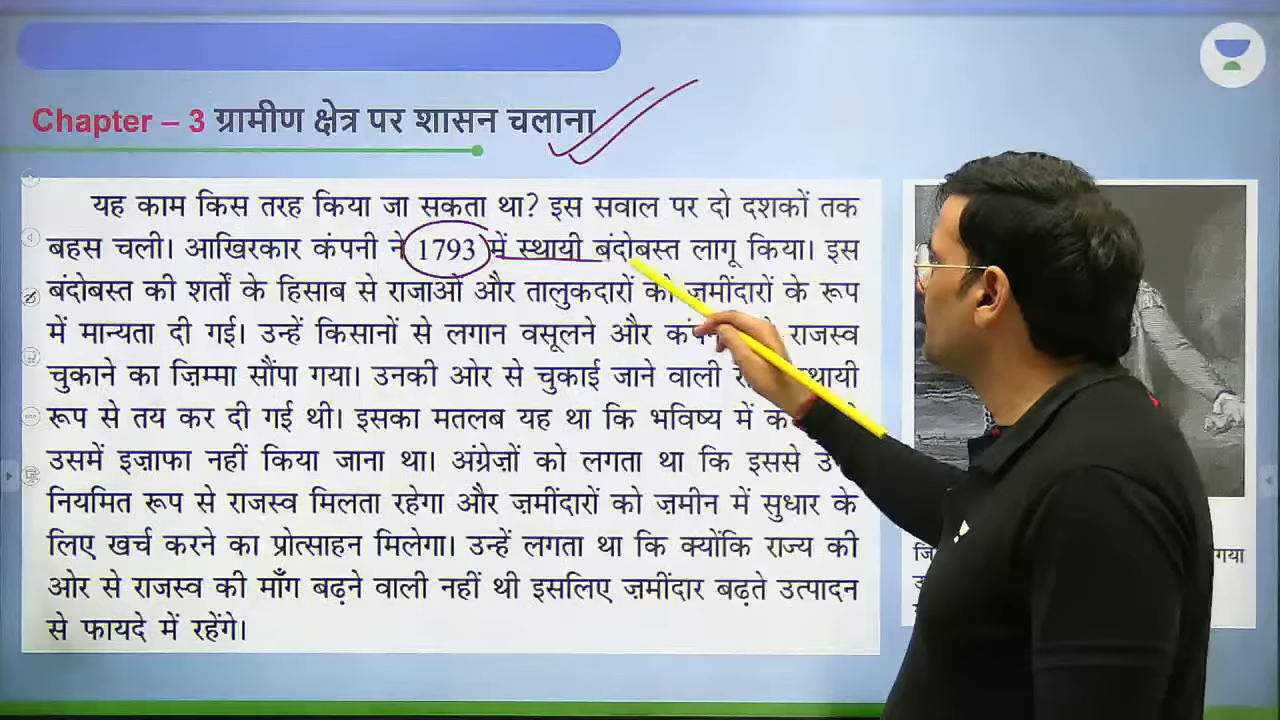 Chapter – 3 ग्रामीण क्षेत्र पर शासन चलाना
यह काम किस तरह किया जा सकता था? इस सवाल पर दो दशकों तक
बहस चली। आखिरकार कंपनी ने 1793 में स्थायी बंदोबस्त लागू किया। इस
बंदोबस्त की शर्तों के हिसाब से राजाओं और तालुकदारों को ज़मींदारों के रूप
में मान्यता दी गई। उन्हें किसानों से लगान वसूलने और राजस्व
चुकाने का ज़िम्मा सौंपा गया। उनकी ओर से चुकाई जाने वाली
रूप से तय कर दी गई थी। इसका मतलब यह था कि भविष्य में
उसमें इज़ाफा नहीं किया जाना था। अंग्रेज़ों को लगता था कि इससे
नियमित रूप से राजस्व मिलता रहेगा और ज़मींदारों को ज़मीन में सुधार के
लिए खर्च करने का प्रोत्साहन मिलेगा। उन्हें लगता था कि क्योंकि राज्य की
ओर से राजस्व की माँग बढ़ने वाली नहीं थी इसलिए ज़मींदार बढ़ते उत्पादन
से फायदे में रहेंगे।
गया